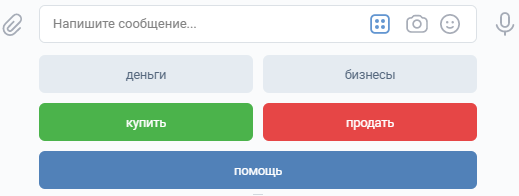 Напишите сообщение...
деньги
бизнесы
купить
продать
помощь